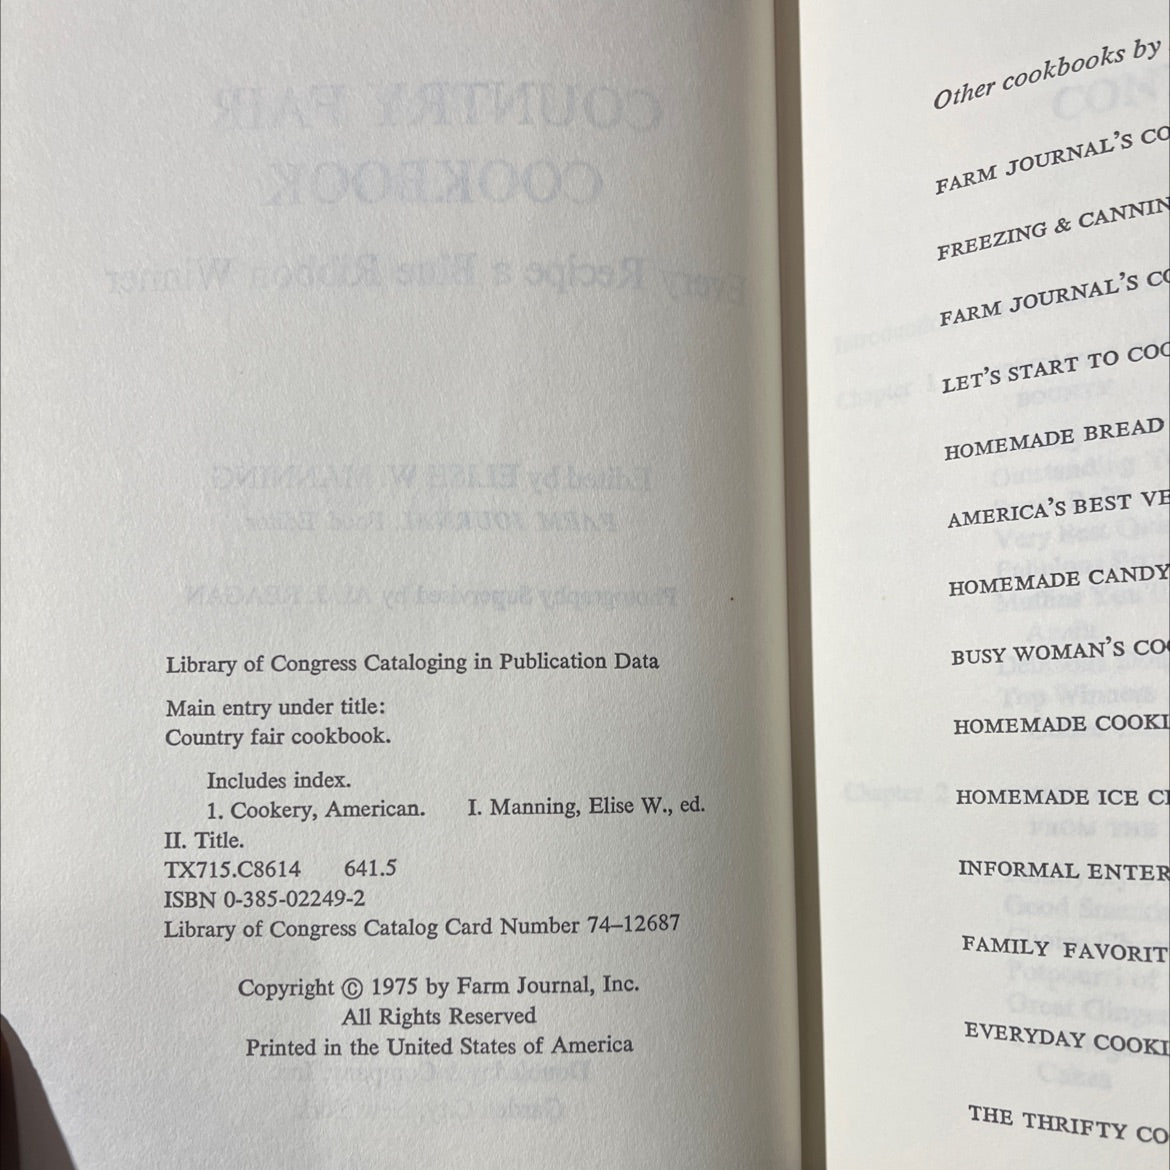 Library of Congress Cataloging in Publication Data
Main entry under title:
Country fair cookbook.
Includes index.
1. Cookery, American. I. Manning, Elise W., ed.
II. Title.
TX715.C8614 641.5
ISBN 0-385-02249-2
Library of Congress Catalog Card Number 74–12687
Copyright © 1975 by Farm Journal, Inc.
All Rights Reserved
Printed in the United States of America
Other cookbooks by
FARM JOURNAL'S CO
FREEZING & CANNIN
FARM JOURNAL'S CO
LET'S START TO COO
HOMEMADE BREAD
AMERICA'S BEST VE
HOMEMADE CANDY
BUSY WOMAN'S COO
HOMEMADE COOKI
HOMEMADE ICE CR
INFORMAL ENTER
FAMILY FAVORIT
EVERYDAY COOKI
THE THRIFTY CO